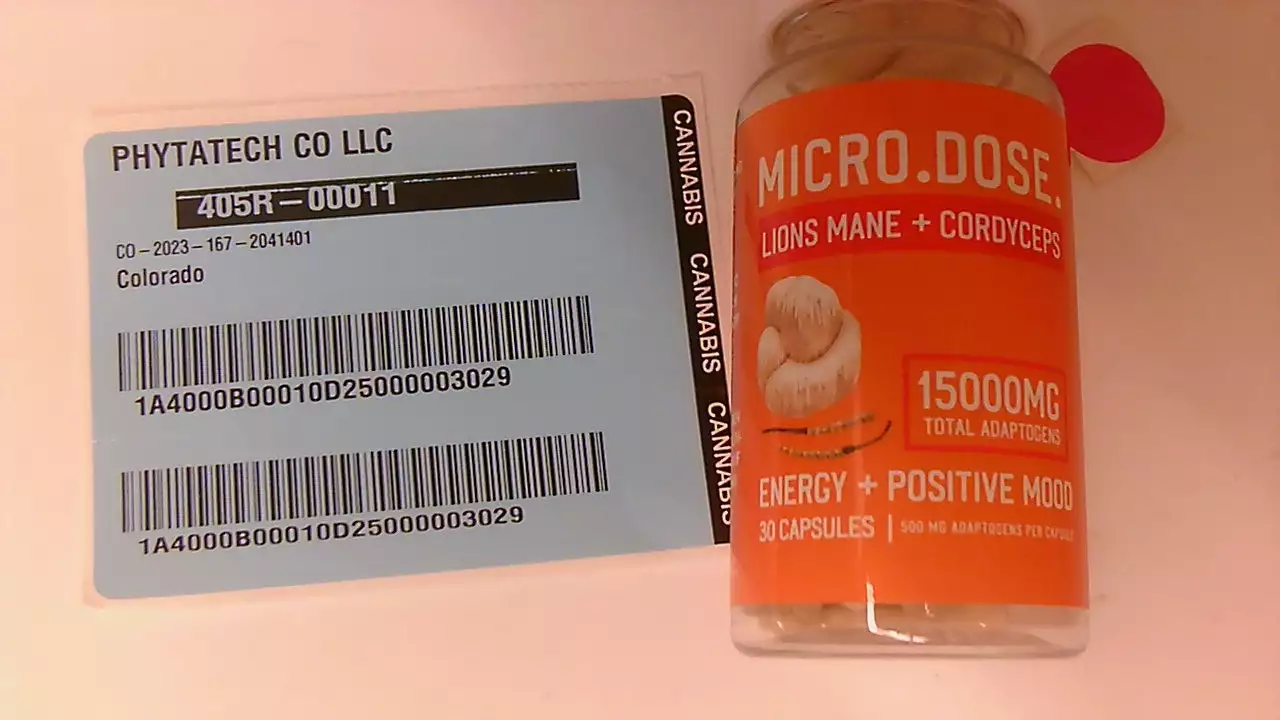 PHYTATECH CO LLC
405R-00011
CO-2023-167-2041401
Colorado
1A4000B00010D25000003029
1A4000B00010D25000003029
CANNABIS CANNABIS CANNABIS
MICRO.DOSE.
LIONS MANE + CORDYCEPS
15000MG
TOTAL ADAPTOGENS
ENERGY + POSITIVE MOOD
30 CAPSULES | 500 MG ADAPTOGENS PER CAPSULE